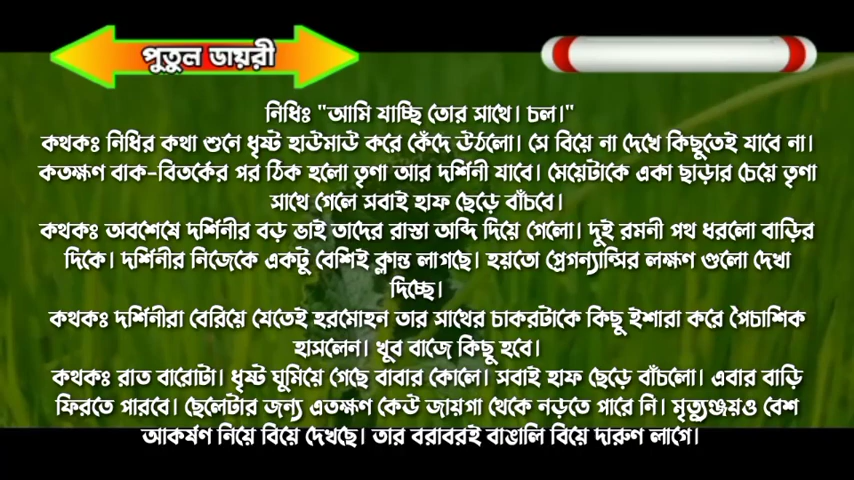 পুতুল ডায়রী
নিধিঃ "আমি যাচ্ছি তোর সাথে। চল।"
কথকঃ নিধির কথা শুনে ধৃষ্ট হাউমাউ করে কেঁদে উঠলো। সে বিয়ে না দেখে কিছুতেই যাবে না।
কতক্ষণ বাক-বিতর্কের পর ঠিক হলো তৃণা আর দর্শিনী যাবে। মেয়েটাকে একা ছাড়ার চেয়ে তৃণা
সাথে গেলে সবাই হাফ ছেড়ে বাঁচবে।
কথকঃ অবশেষে দর্শিনীর বড় ভাই তাদের রাস্তা অব্দি দিয়ে গেলো। দুই রমনী পথ ধরলো বাড়ির
দিকে। দর্শিনীর নিজেকে একটু বেশিই ক্লান্ত লাগছে। হয়তো প্রেগন্যান্সির লক্ষণ গুলো দেখা
দিচ্ছে।
কথকঃ দর্শিনীরা বেরিয়ে যেতেই হরমোহন তার সাথের চাকরটাকে কিছু ইশারা করে পৈচাশিক
হাসলেন। খুব বাজে কিছু হবে।
কথকঃ রাত বারোটা। ধৃষ্ট ঘুমিয়ে গেছে বাবার কোলে। সবাই হাফ ছেড়ে বাঁচলো। এবার বাড়ি
ফিরতে পারবে। ছেলেটার জন্য এতক্ষণ কেউ জায়গা থেকে নড়তে পারে নি। মৃত্যুঞ্জয়ও বেশ
আকর্ষণ নিয়ে বিয়ে দেখছে। তার বরাবরই বাঙালি বিয়ে দারুণ লাগে।